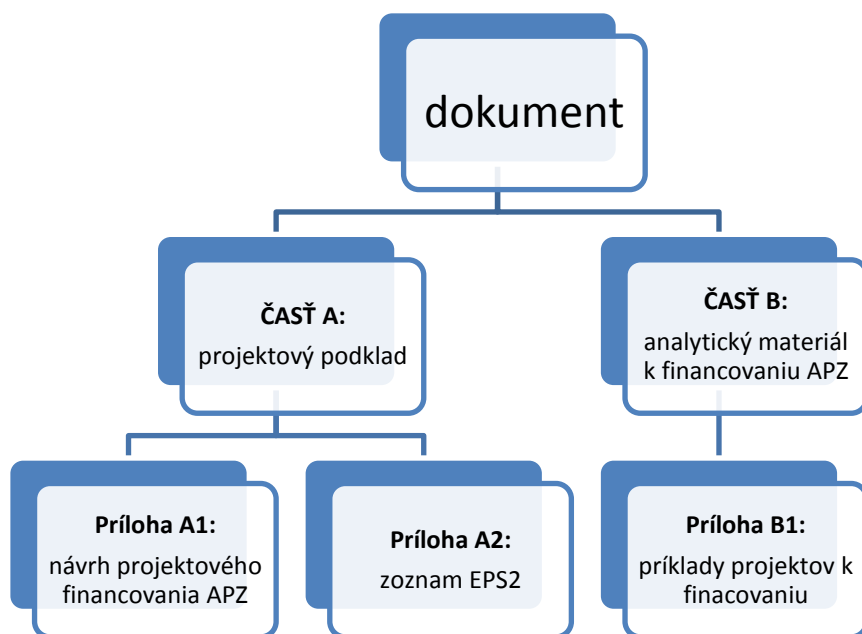 dokument
ČASŤ A:
projektový podklad
ČASŤ B:
analytický materiál
k financovaniu APZ
Príloha A1:
návrh projektového
financovania APZ
Príloha A2:
zoznam EPS2
Príloha B1:
príklady projektov k
finacovaniu